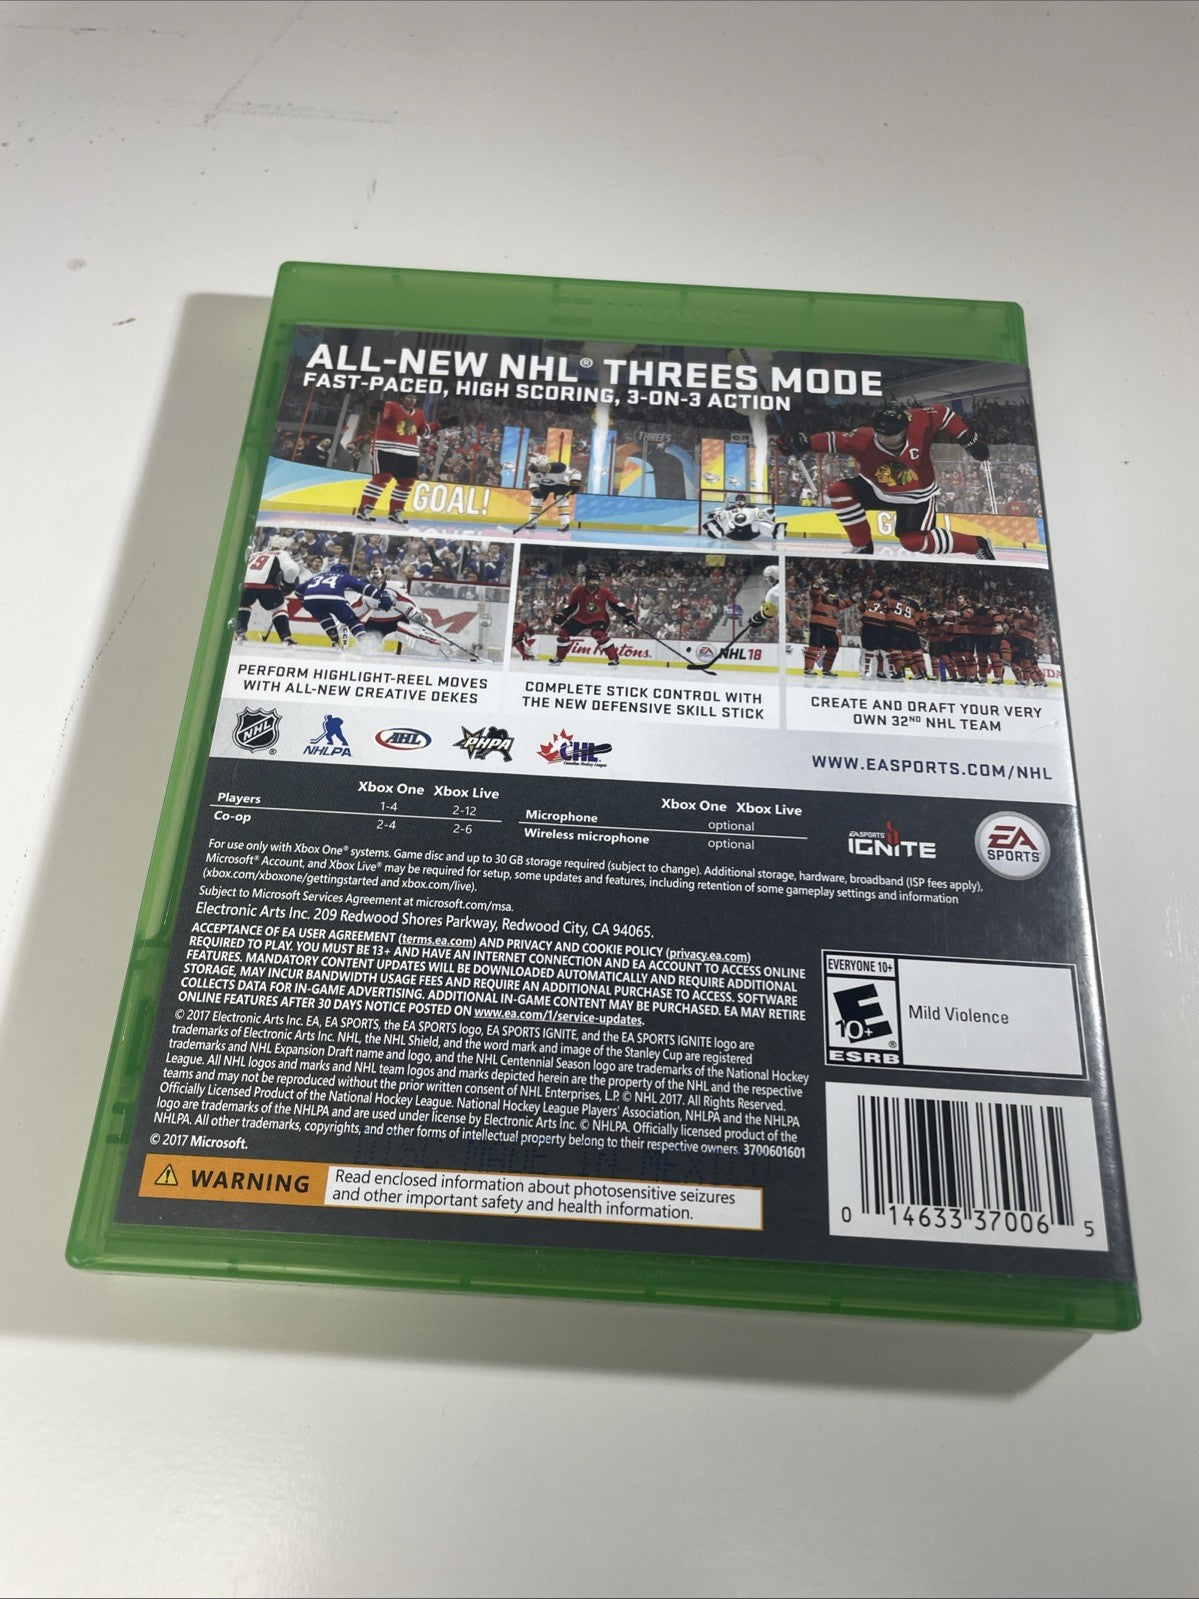 Microsoft
ALL-NEW NHL® THREES MODE
FAST-PACED, HIGH SCORING, 3-ON-3 ACTION
THREES
C
GOAL!
G
9
34
Tim Hortons.
EA SPORTS NHL18
59
PERFORM HIGHLIGHT-REEL MOVES
WITH ALL-NEW CREATIVE DEKES
COMPLETE STICK CONTROL WITH
THE NEW DEFENSIVE SKILL STICK
CREATE AND DRAFT YOUR VERY
OWN 32ND NHL TEAM
NHL®
NHLPA
AHL
PHPA
CHL
Canadian Hockey League
WWW.EASPORTS.COM/NHL
Xbox One Xbox Live
Players 1-4 2-12
Co-op 2-4 2-6
Xbox One Xbox Live
Microphone optional
Wireless microphone optional
EA SPORTS
IGNITE
EA
SPORTS™
For use only with Xbox One® systems. Game disc and up to 30 GB storage required (subject to change). Additional storage, hardware, broadband (ISP fees apply),
Microsoft® Account, and Xbox Live® may be required for setup, some updates and features, including retention of some gameplay settings and information
(xbox.com/xboxone/gettingstarted and xbox.com/live).
Subject to Microsoft Services Agreement at microsoft.com/msa.
Electronic Arts Inc. 209 Redwood Shores Parkway, Redwood City, CA 94065.
ACCEPTANCE OF EA USER AGREEMENT (terms.ea.com) AND PRIVACY AND COOKIE POLICY (privacy.ea.com)
REQUIRED TO PLAY. YOU MUST BE 13+ AND HAVE AN INTERNET CONNECTION AND EA ACCOUNT TO ACCESS ONLINE
FEATURES. MANDATORY CONTENT UPDATES WILL BE DOWNLOADED AUTOMATICALLY AND REQUIRE ADDITIONAL
STORAGE, MAY INCUR BANDWIDTH USAGE FEES AND REQUIRE AN ADDITIONAL PURCHASE TO ACCESS. SOFTWARE
COLLECTS DATA FOR IN-GAME ADVERTISING. ADDITIONAL IN-GAME CONTENT MAY BE PURCHASED. EA MAY RETIRE
ONLINE FEATURES AFTER 30 DAYS NOTICE POSTED ON www.ea.com/1/service-updates.
© 2017 Electronic Arts Inc. EA, EA SPORTS, the EA SPORTS logo, EA SPORTS IGNITE, and the EA SPORTS IGNITE logo are
trademarks of Electronic Arts Inc. NHL, the NHL Shield, and the word mark and image of the Stanley Cup are registered
trademarks and NHL Expansion Draft name and logo, and the NHL Centennial Season logo are trademarks of the National Hockey
League. All NHL logos and marks and NHL team logos and marks depicted herein are the property of the NHL and the respective
teams and may not be reproduced without the prior written consent of NHL Enterprises, L.P. © NHL 2017. All Rights Reserved.
Officially Licensed Product of the National Hockey League. National Hockey League Players' Association, NHLPA and the NHLPA
logo are trademarks of the NHLPA and are used under license by Electronic Arts Inc. © NHLPA. Officially licensed product of the
NHLPA. All other trademarks, copyrights, and other forms of intellectual property belong to their respective owners. 3700601601
© 2017 Microsoft.
MADE IN MEXICO
EVERYONE 10+
E
10+
®
ESRB
Mild Violence
WARNING
Read enclosed information about photosensitive seizures
and other important safety and health information.
0 14633 37006 5